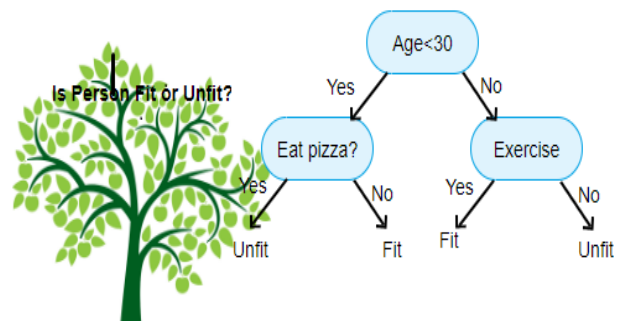 Age<30
Is Person Fit or Unfit?
Yes
No
Eat pizza?
Exercise
Yes
No
Yes
No
Unfit
Fit
Fit
Unfit